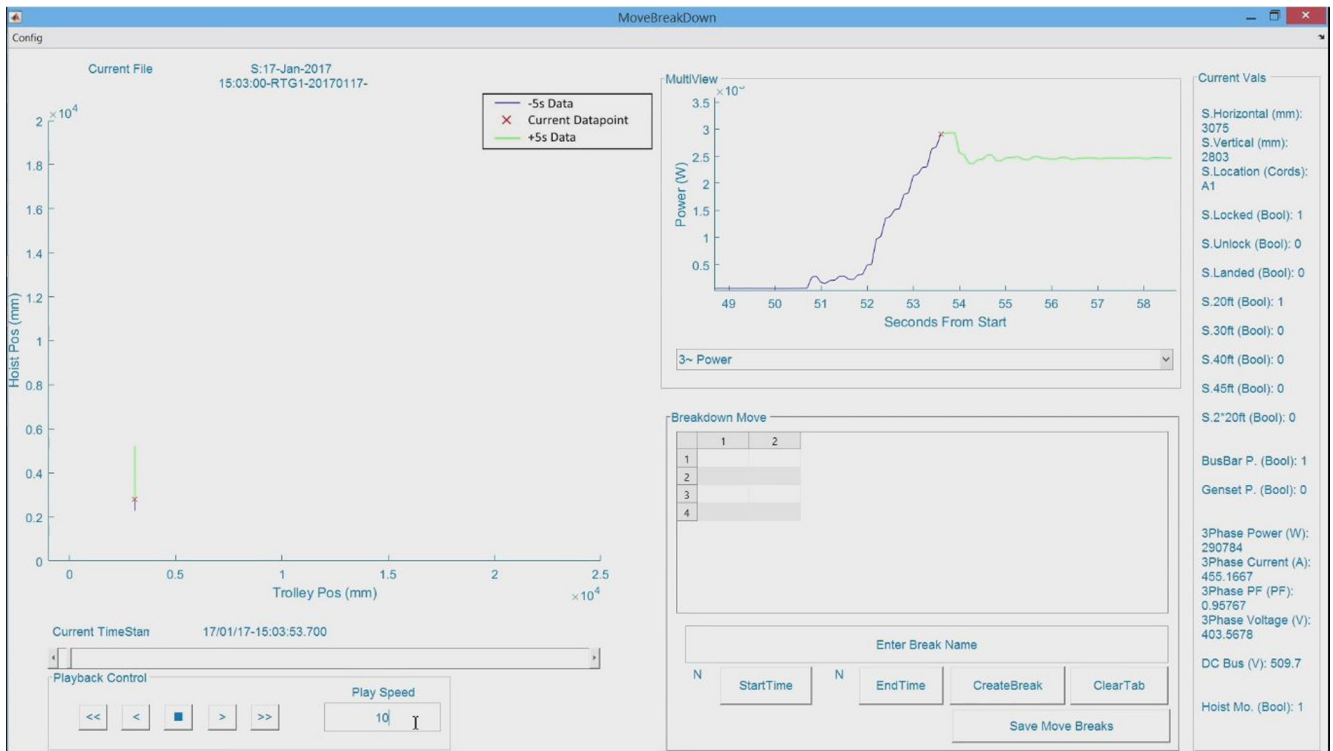 MoveBreakDown
Config
Current File
S:17-Jan-2017
15:03:00-RTG1-20170117-
-5s Data
Current Datapoint
+5s Data
×10⁴
2
1.8
1.6
1.4
1.2
1
0.8
0.6
0.4
0.2
0
Hoist Pos (mm)
0 0.5 1 1.5 2 2.5
×10⁴
Trolley Pos (mm)
Current TimeStan 17/01/17-15:03:53.700
Playback Control
Play Speed
<< < > >> 10
MultiView
3.5
3
2.5
2
1.5
1
0.5
Power (W)
49 50 51 52 53 54 55 56 57 58
Seconds From Start
3~ Power
Breakdown Move
1 2
1
2
3
4
Enter Break Name
N StartTime N EndTime CreateBreak ClearTab
Save Move Breaks
Current Vals
S.Horizontal (mm):
3075
S.Vertical (mm):
2803
S.Location (Cords):
A1
S.Locked (Bool): 1
S.Unlock (Bool): 0
S.Landed (Bool): 0
S.20ft (Bool): 1
S.30ft (Bool): 0
S.40ft (Bool): 0
S.45ft (Bool): 0
S.2*20ft (Bool): 0
BusBar P. (Bool): 1
Genset P. (Bool): 0
3Phase Power (W):
290784
3Phase Current (A):
455.1667
3Phase PF (PF):
0.95767
3Phase Voltage (V):
403.5678
DC Bus (V): 509.7
Hoist Mo. (Bool): 1